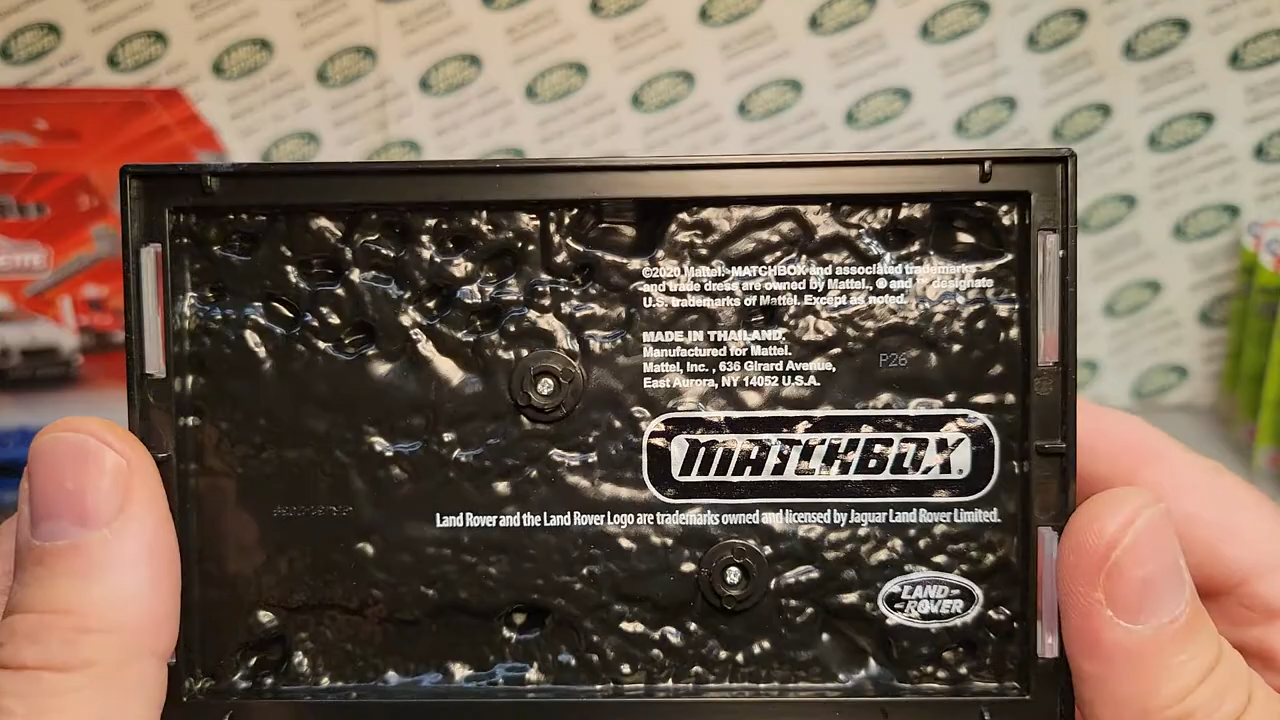 ©2020 Mattel. MATCHBOX and associated trademarks
and trade dress are owned by Mattel., ® and ™ designate
U.S. trademarks of Mattel. Except as noted.
MADE IN THAILAND.
Manufactured for Mattel.
Mattel, Inc. , 636 Girard Avenue,
East Aurora, NY 14052 U.S.A.
P26
MATCHBOX
Land Rover and the Land Rover Logo are trademarks owned and licensed by Jaguar Land Rover Limited.
LAND-
-ROVER